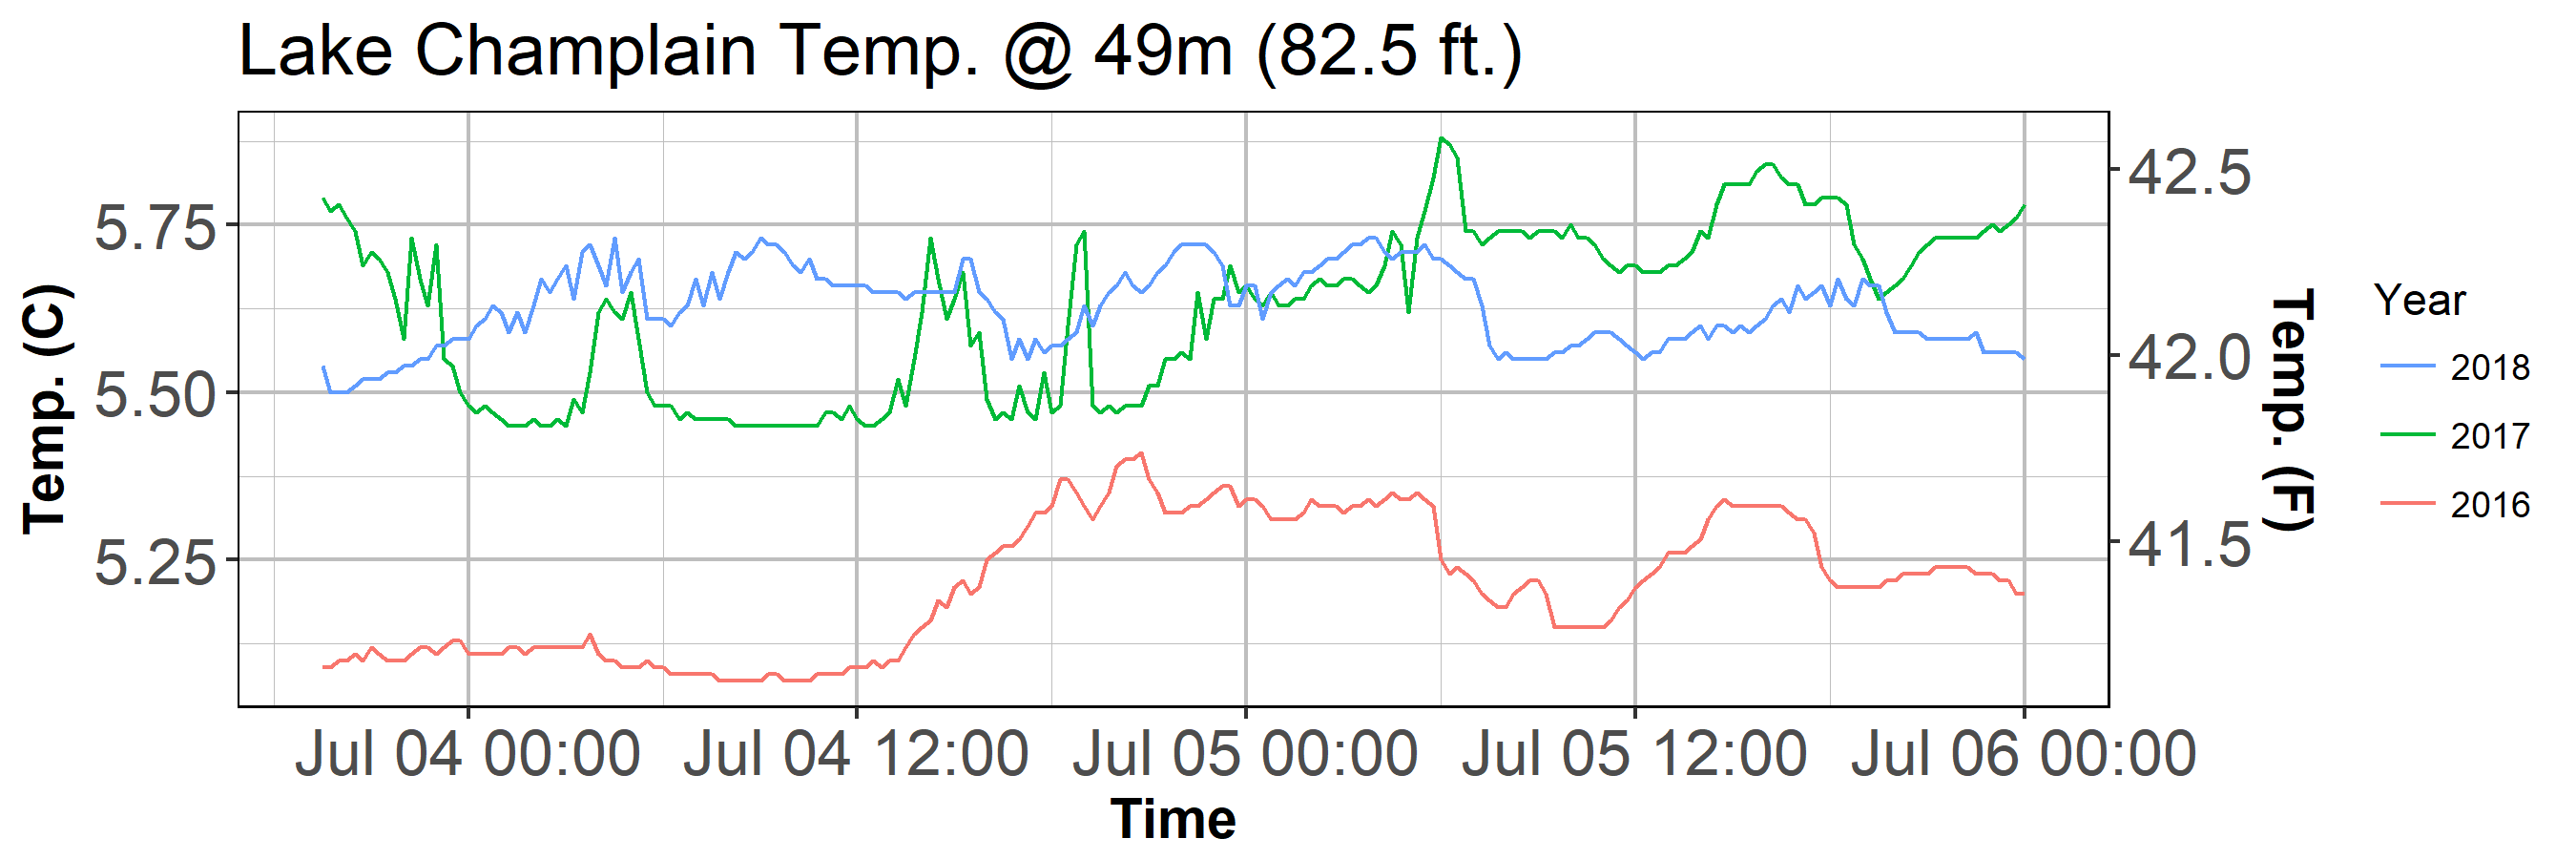 Lake Champlain Temp. @ 49m (82.5 ft.)
Temp. (C)
5.75
5.50
5.25
42.5
42.0
41.5
Temp. (F)
Jul 04 00:00
Jul 04 12:00
Jul 05 00:00
Jul 05 12:00
Jul 06 00:00
Time
Year
2018
2017
2016